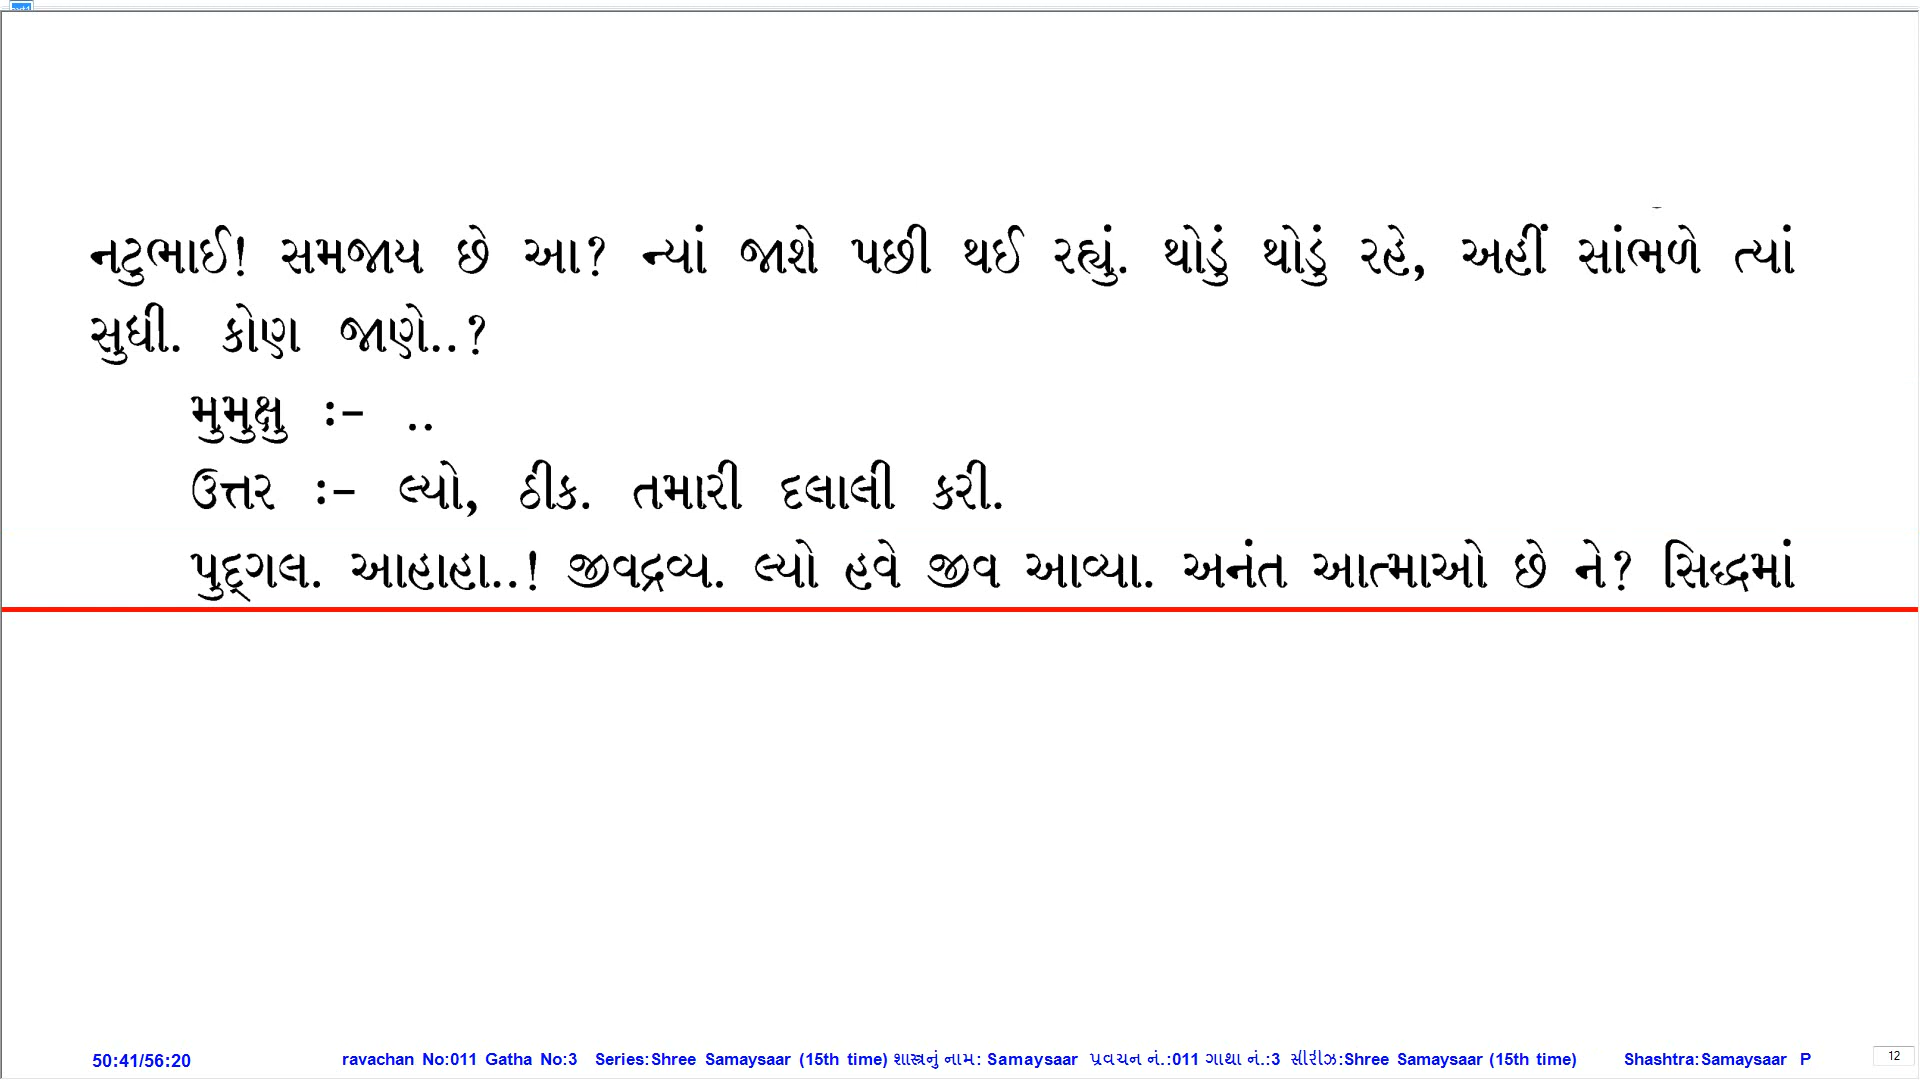 નટુભાઈ! સમજાય છે આ? ન્યાં જાશે પછી થઈ રહ્યું. થોડું થોડું રહે, અહીં સાંભળે ત્યાં
સુધી. કોણ જાણે..?
મુમુક્ષુ :– ..
ઉત્તર :– લ્યો, ઠીક. તમારી દલાલી કરી.
પુદ્ગલ. આહાહા..! જીવદ્રવ્ય. લ્યો હવે જીવ આવ્યા. અનંત આત્માઓ છે ને? સિદ્ધમાં
50:41/56:20 ravachan No:011 Gatha No:3 Series:Shree Samaysaar (15th time) શાસ્ત્રનું નામ: Samaysaar પ્રવચન નં.:011 ગાથા નં.:3 સીરીઝ:Shree Samaysaar (15th time) Shashtra:Samaysaar P 12